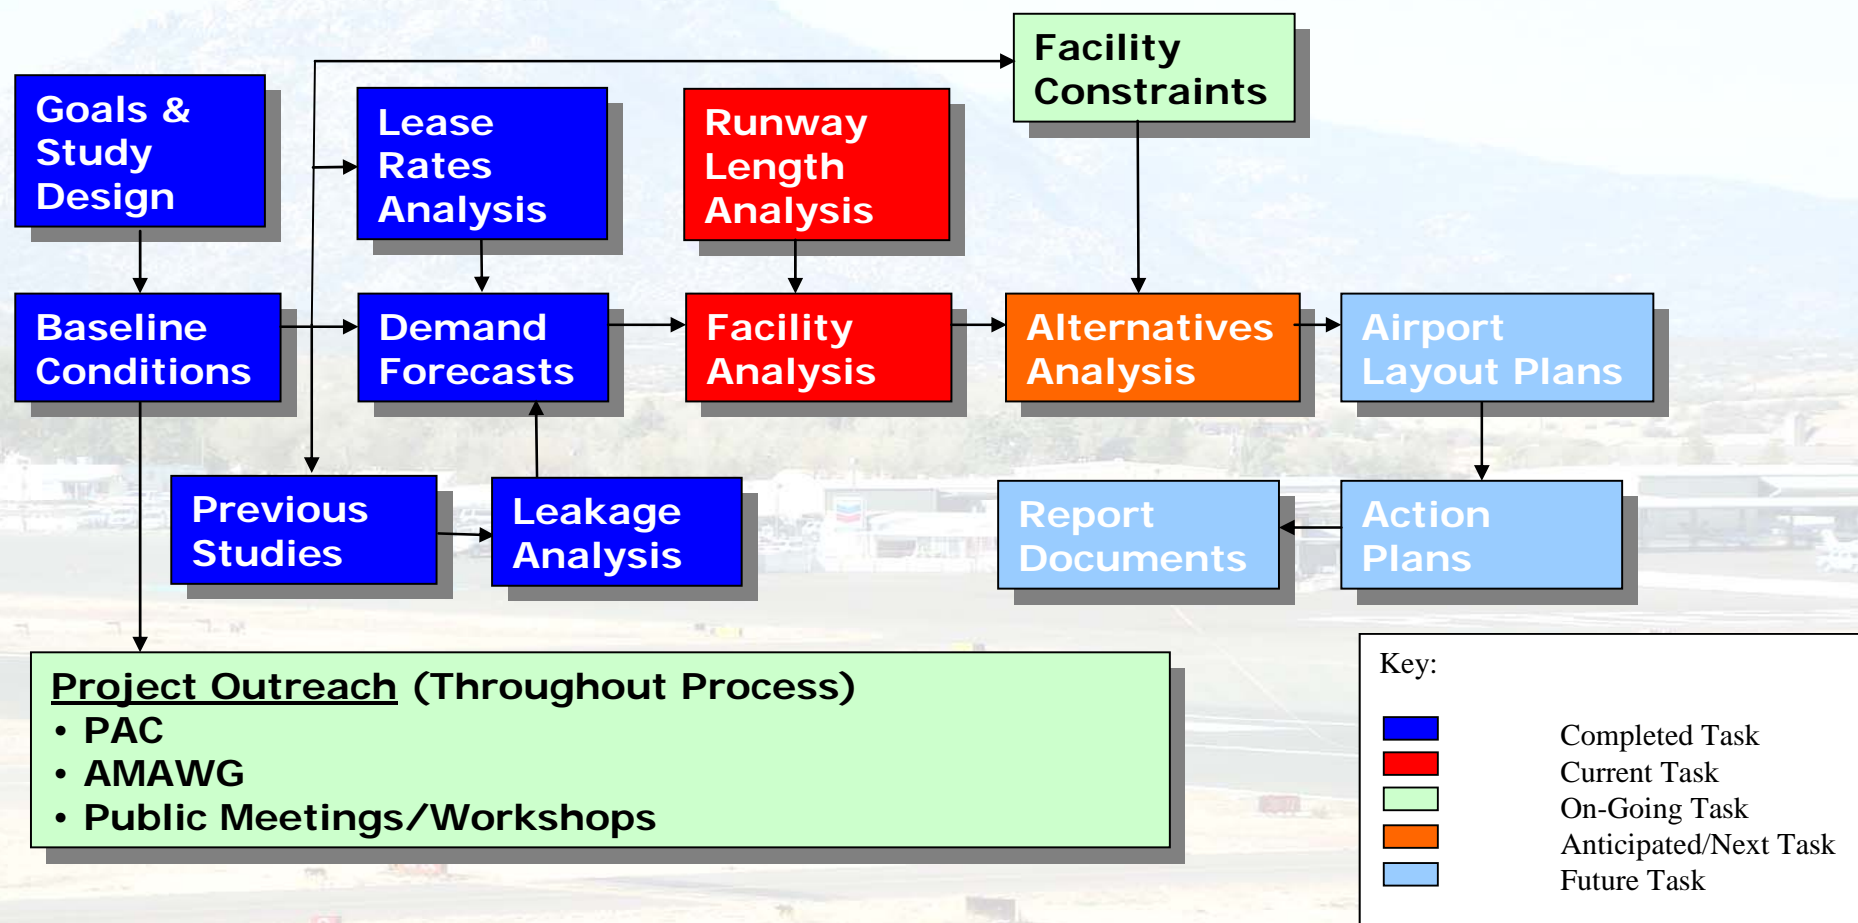 Facility
Constraints
Goals &
Study
Design
Lease
Rates
Analysis
Runway
Length
Analysis
Baseline
Conditions
Demand
Forecasts
Facility
Analysis
Alternatives
Analysis
Airport
Layout Plans
Previous
Studies
Leakage
Analysis
Report
Documents
Action
Plans
Project Outreach (Throughout Process)
• PAC
• AMAWG
• Public Meetings/Workshops
Key:
Completed Task
Current Task
On-Going Task
Anticipated/Next Task
Future Task